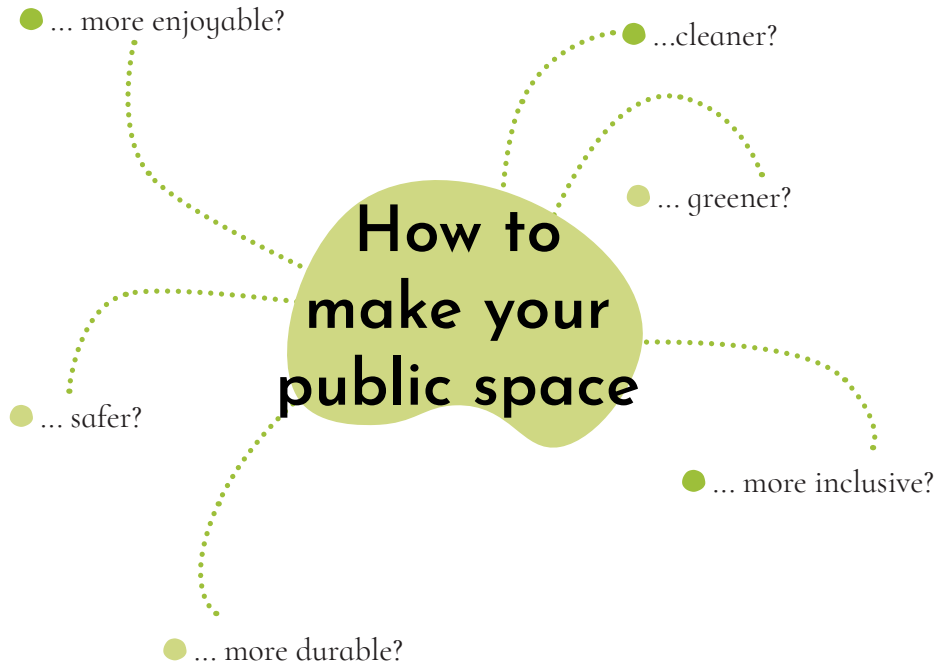 ... more enjoyable?
...cleaner?
... greener?
How to
make your
public space
... safer?
... more inclusive?
... more durable?